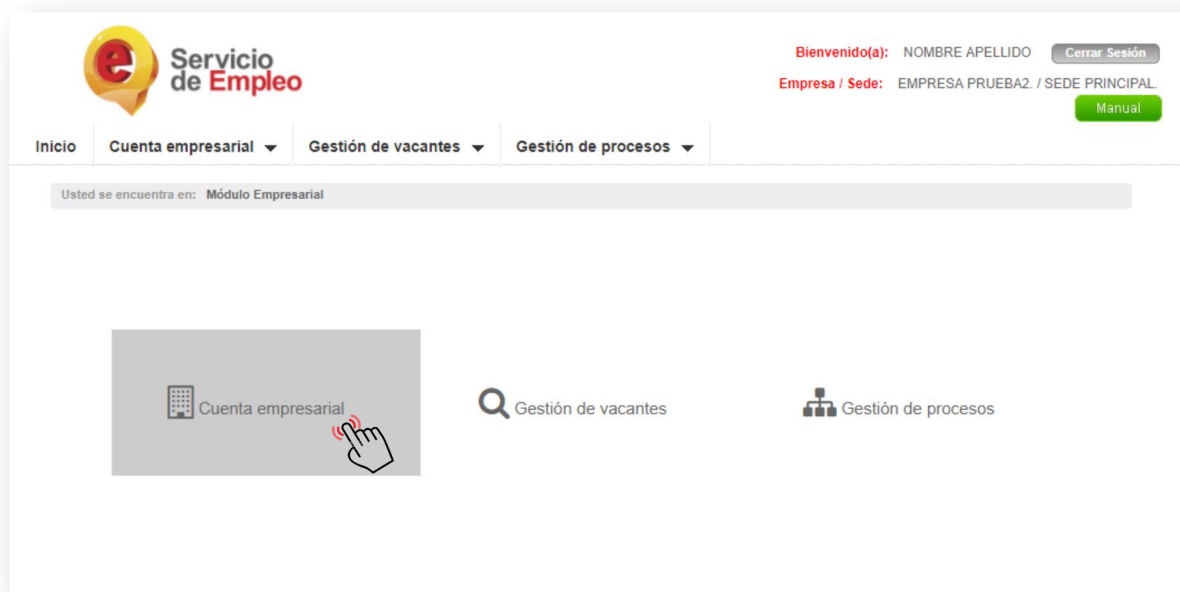 e Servicio
de Empleo
Bienvenido(a): NOMBRE APELLIDO Cerrar Sesión
Empresa / Sede: EMPRESA PRUEBA2. / SEDE PRINCIPAL.
Manual
Inicio Cuenta empresarial Gestión de vacantes Gestión de procesos
Usted se encuentra en: Módulo Empresarial
Cuenta empresarial Gestión de vacantes Gestión de procesos